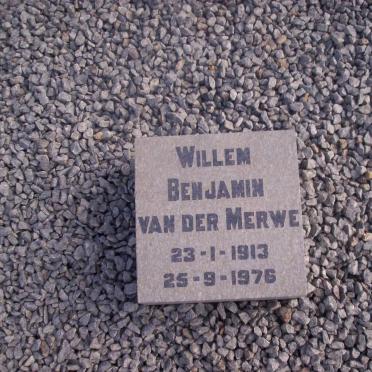 WILLEM
BENJAMIN
VAN DER MERWE
23-1-1913
25-9-1976